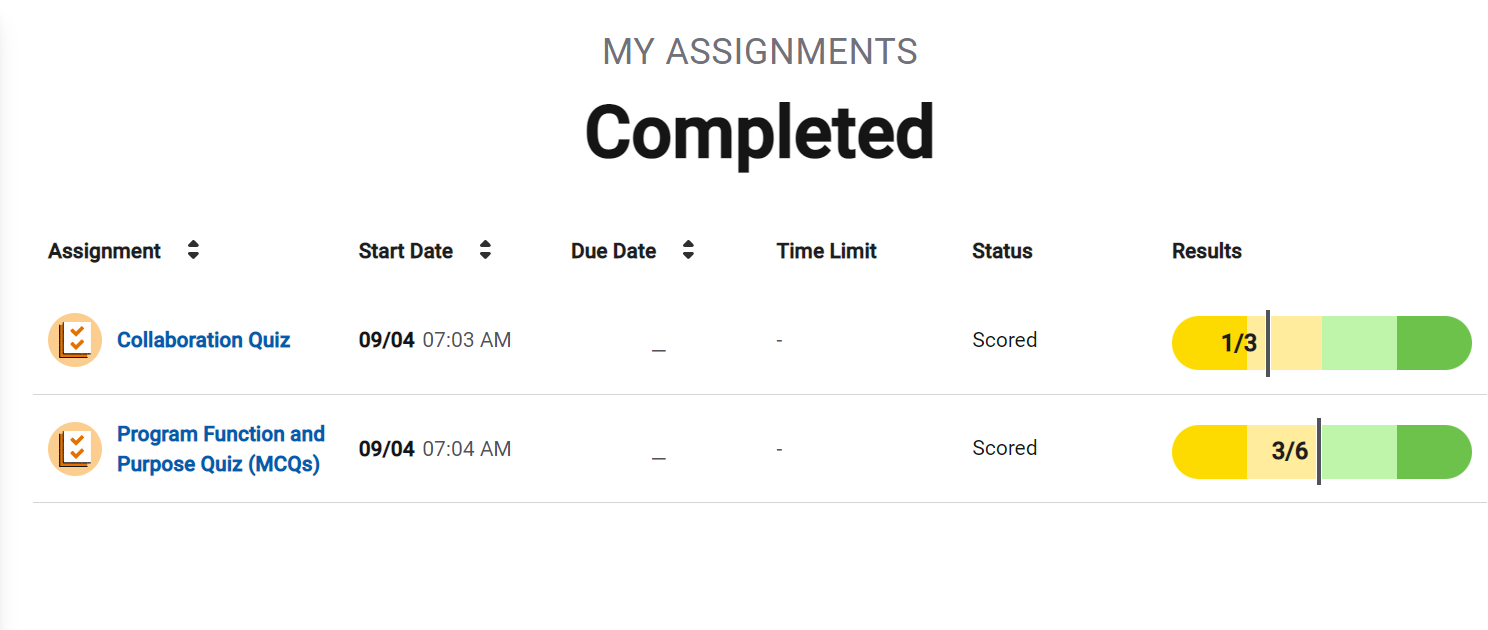 MY ASSIGNMENTS
Completed
Assignment Start Date Due Date Time Limit Status Results
Collaboration Quiz 09/04 07:03 AM _ - Scored 1/3
Program Function and
Purpose Quiz (MCQs) 09/04 07:04 AM _ - Scored 3/6